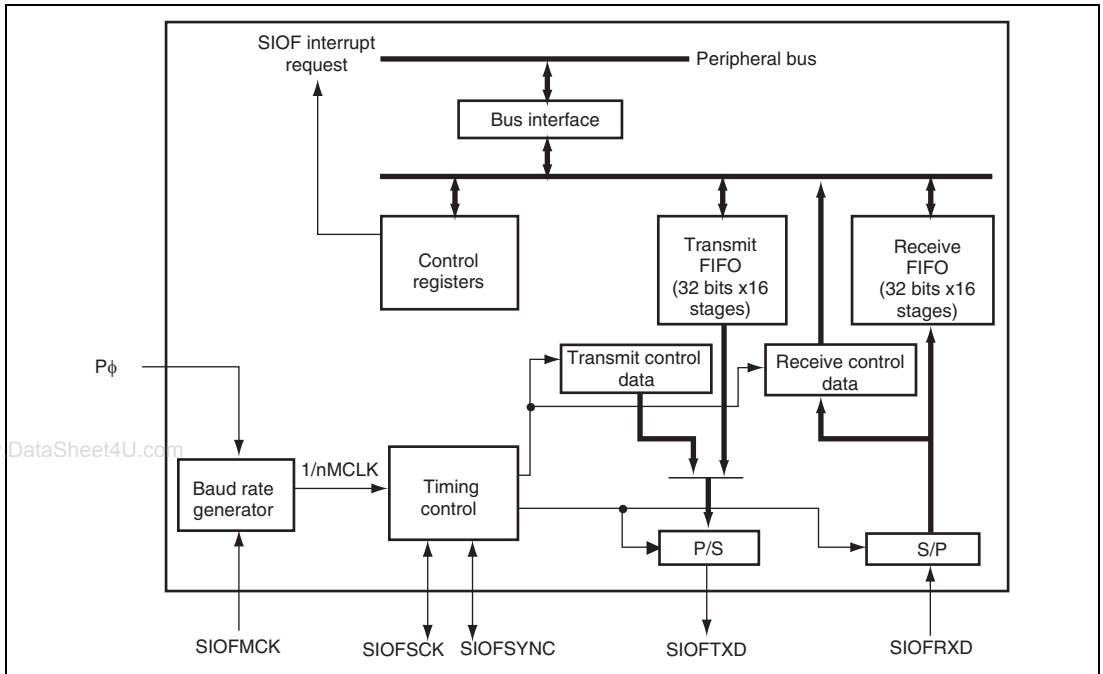 SIOF interrupt
request
Peripheral bus
Bus interface
Control
registers
Transmit
FIFO
(32 bits x16
stages)
Receive
FIFO
(32 bits x16
stages)
Transmit control
data
Receive control
data
Pϕ
DataSheet4U.com
Baud rate
generator
1/nMCLK
Timing
control
P/S
S/P
SIOFMCK
SIOFSCK
SIOFSYNC
SIOFTXD
SIOFRXD